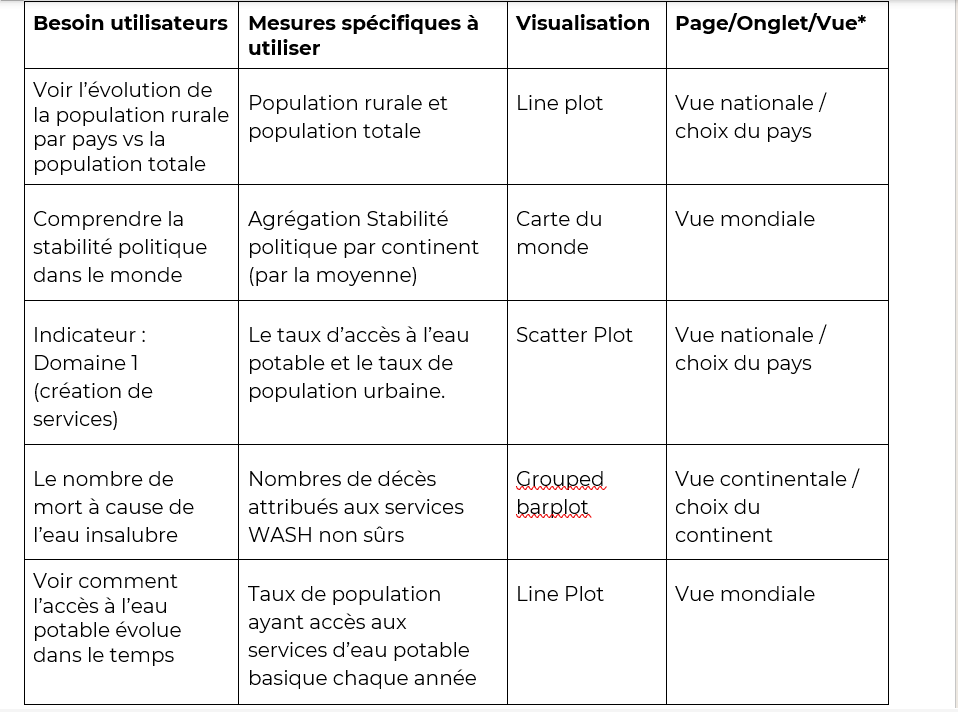 Besoin utilisateurs
Mesures spécifiques à
utiliser
Visualisation
Page/Onglet/Vue*
Voir l'évolution de
la population rurale
par pays vs la
population totale
Population rurale et
population totale
Line plot
Vue nationale /
choix du pays
Comprendre la
stabilité politique
dans le monde
Agrégation Stabilité
politique par continent
(par la moyenne)
Carte du
monde
Vue mondiale
Indicateur :
Domaine 1
(création de
services)
Le taux d'accès à l'eau
potable et le taux de
population urbaine.
Scatter Plot
Vue nationale /
choix du pays
Le nombre de
mort à cause de
l'eau insalubre
Nombres de décès
attribués aux services
WASH non sûrs
Grouped
barplot
Vue continentale /
choix du
continent
Voir comment
l'accès à l'eau
potable évolue
dans le temps
Taux de population
ayant accès aux
services d'eau potable
basique chaque année
Line Plot
Vue mondiale